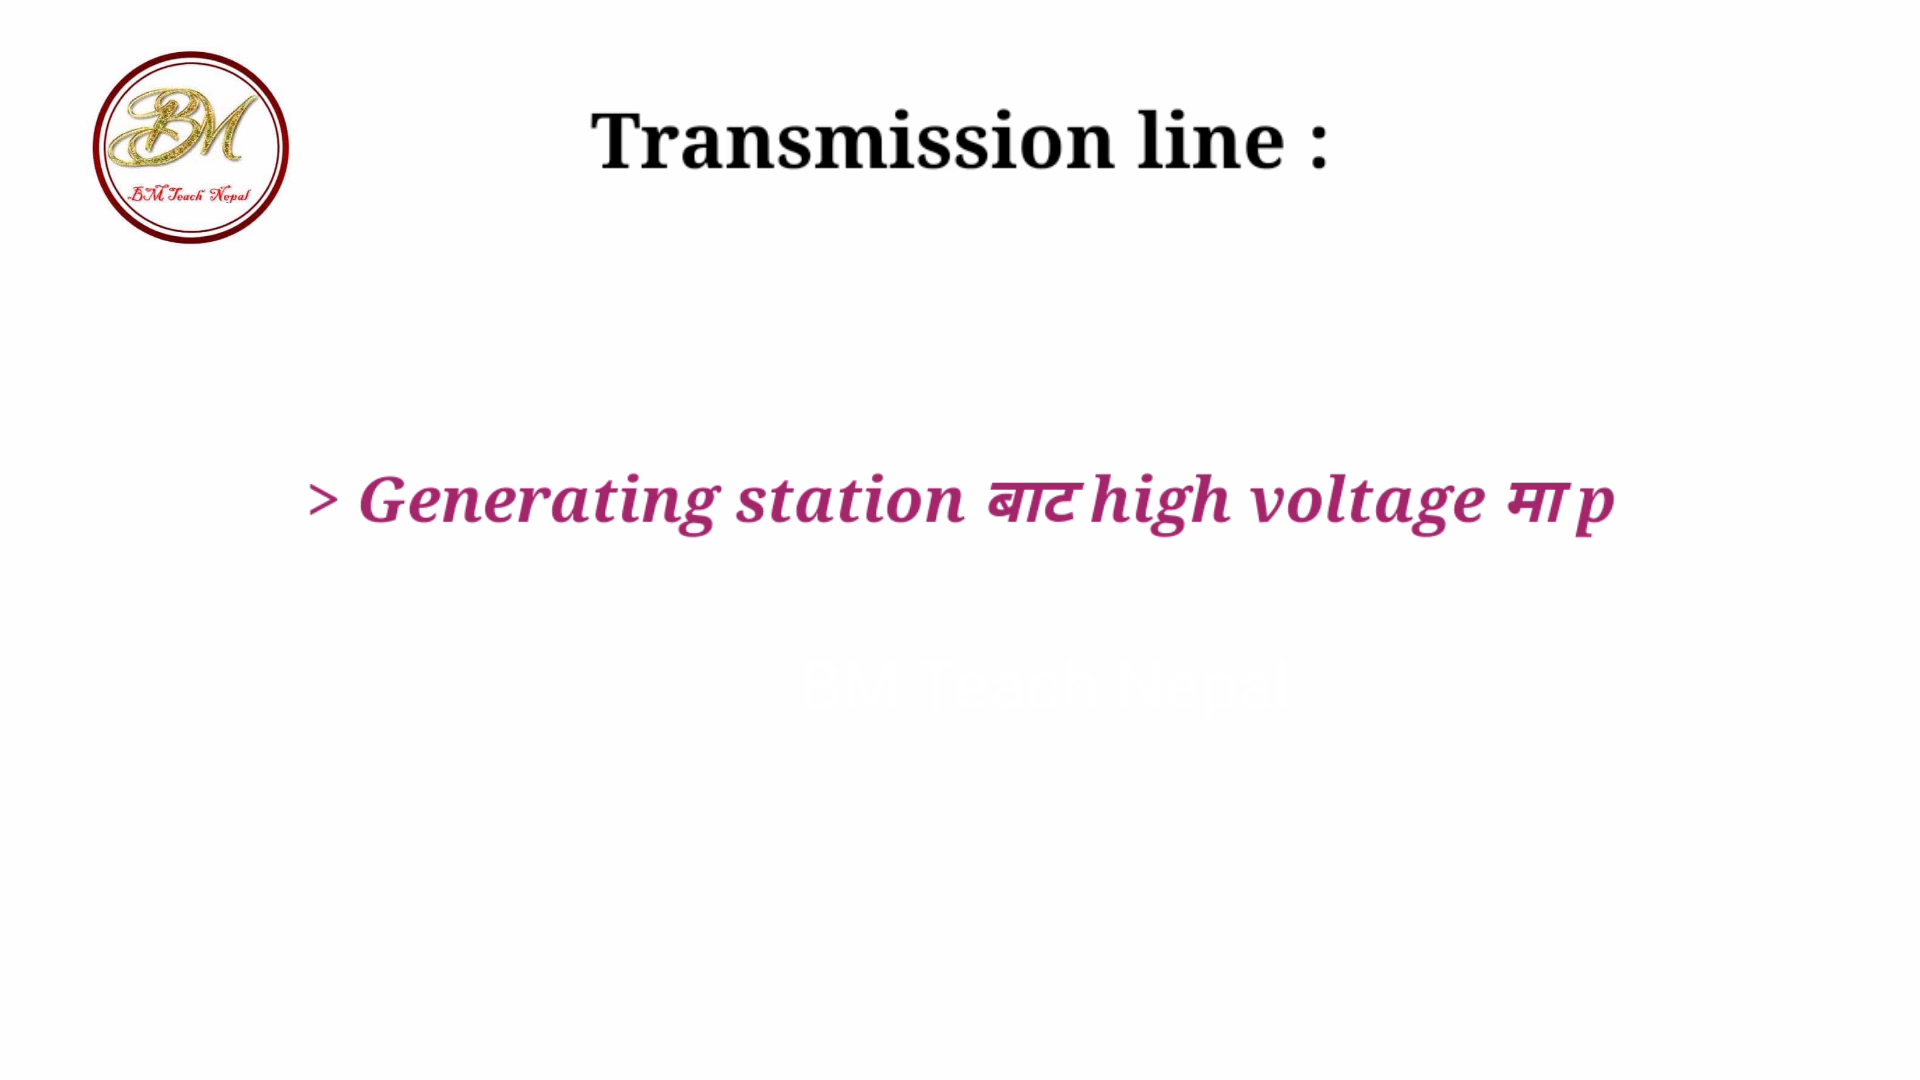 BM
BM Teach Nepal
Transmission line :
> Generating station बाट high voltage मा p